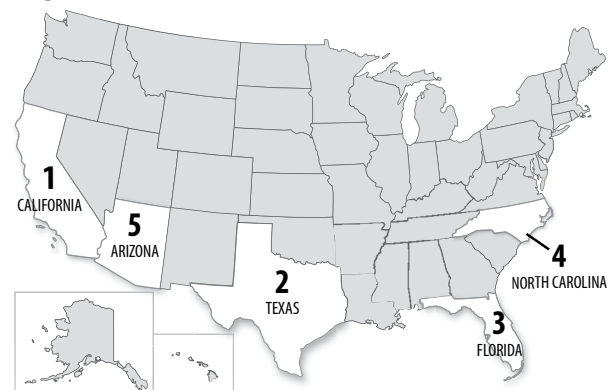 1
CALIFORNIA
5
ARIZONA
2
TEXAS
4
NORTH CAROLINA
3
FLORIDA